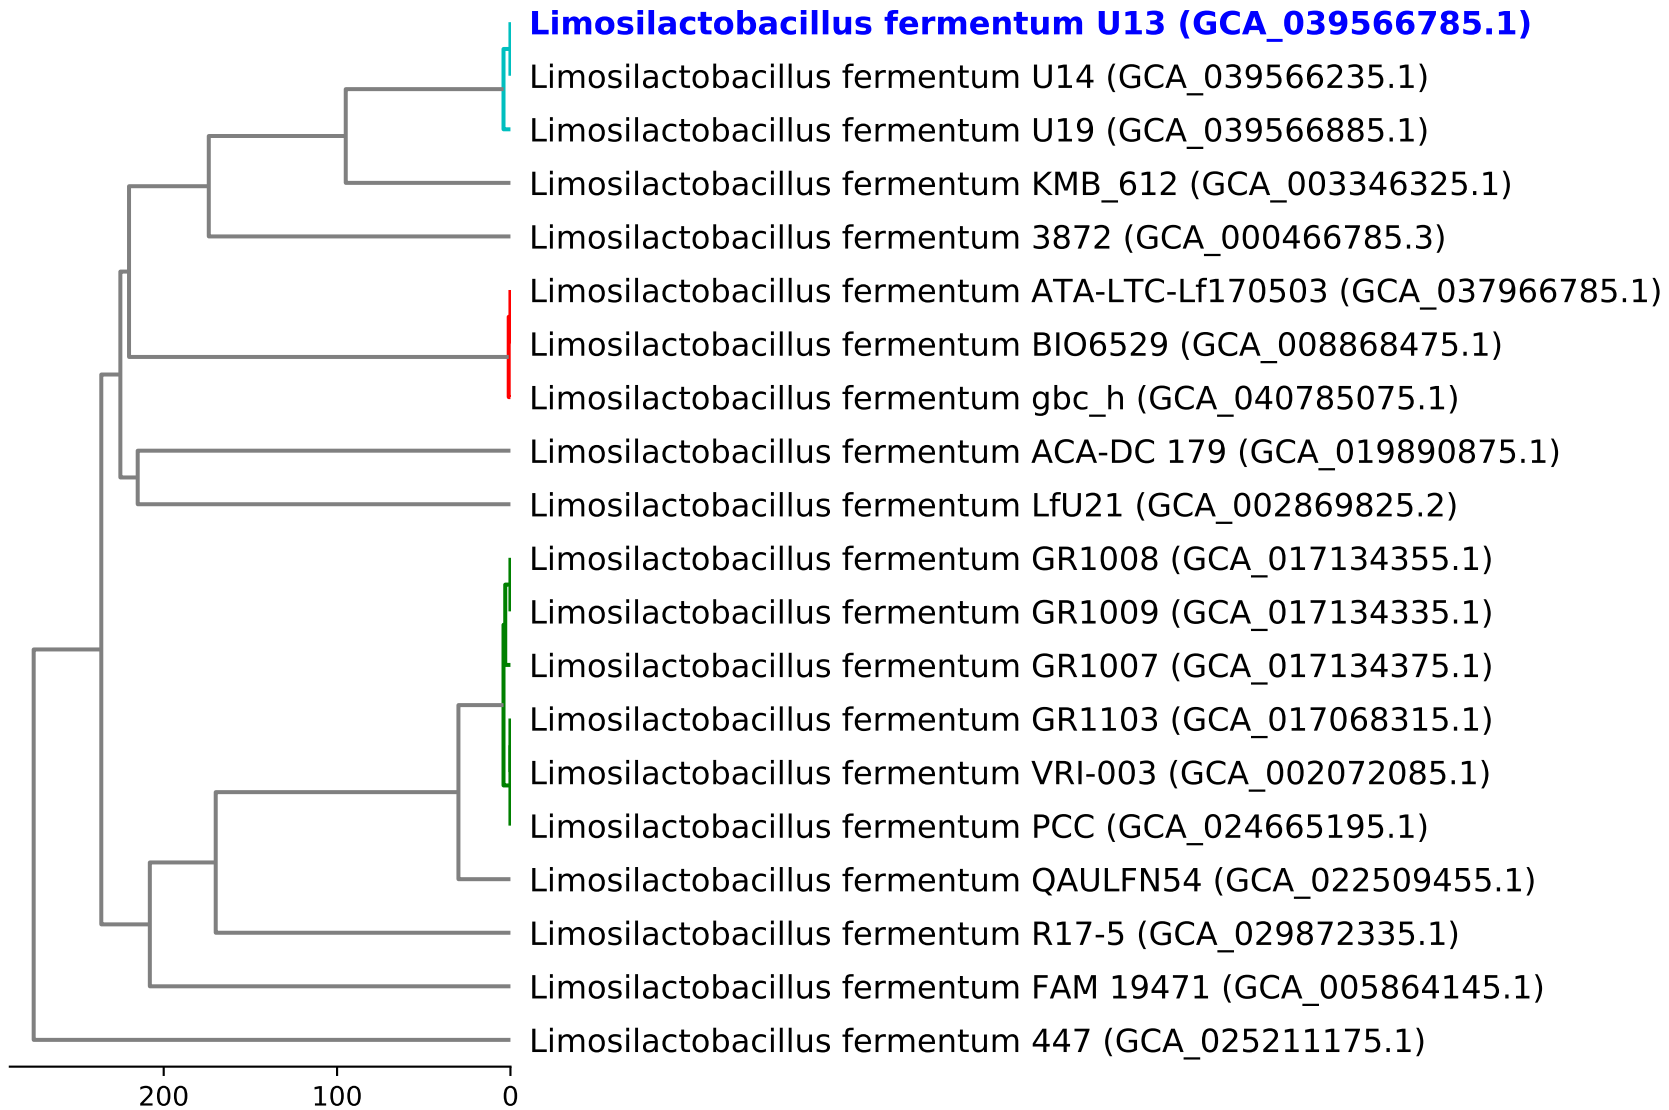 Limosilactobacillus fermentum U13 (GCA_039566785.1)
Limosilactobacillus fermentum U14 (GCA_039566235.1)
Limosilactobacillus fermentum U19 (GCA_039566885.1)
Limosilactobacillus fermentum KMB_612 (GCA_003346325.1)
Limosilactobacillus fermentum 3872 (GCA_000466785.3)
Limosilactobacillus fermentum ATA-LTC-Lf170503 (GCA_037966785.1)
Limosilactobacillus fermentum BIO6529 (GCA_008868475.1)
Limosilactobacillus fermentum gbc_h (GCA_040785075.1)
Limosilactobacillus fermentum ACA-DC 179 (GCA_019890875.1)
Limosilactobacillus fermentum LfU21 (GCA_002869825.2)
Limosilactobacillus fermentum GR1008 (GCA_017134355.1)
Limosilactobacillus fermentum GR1009 (GCA_017134335.1)
Limosilactobacillus fermentum GR1007 (GCA_017134375.1)
Limosilactobacillus fermentum GR1103 (GCA_017068315.1)
Limosilactobacillus fermentum VRI-003 (GCA_002072085.1)
Limosilactobacillus fermentum PCC (GCA_024665195.1)
Limosilactobacillus fermentum QAULFN54 (GCA_022509455.1)
Limosilactobacillus fermentum R17-5 (GCA_029872335.1)
Limosilactobacillus fermentum FAM 19471 (GCA_005864145.1)
Limosilactobacillus fermentum 447 (GCA_025211175.1)
200 100 0